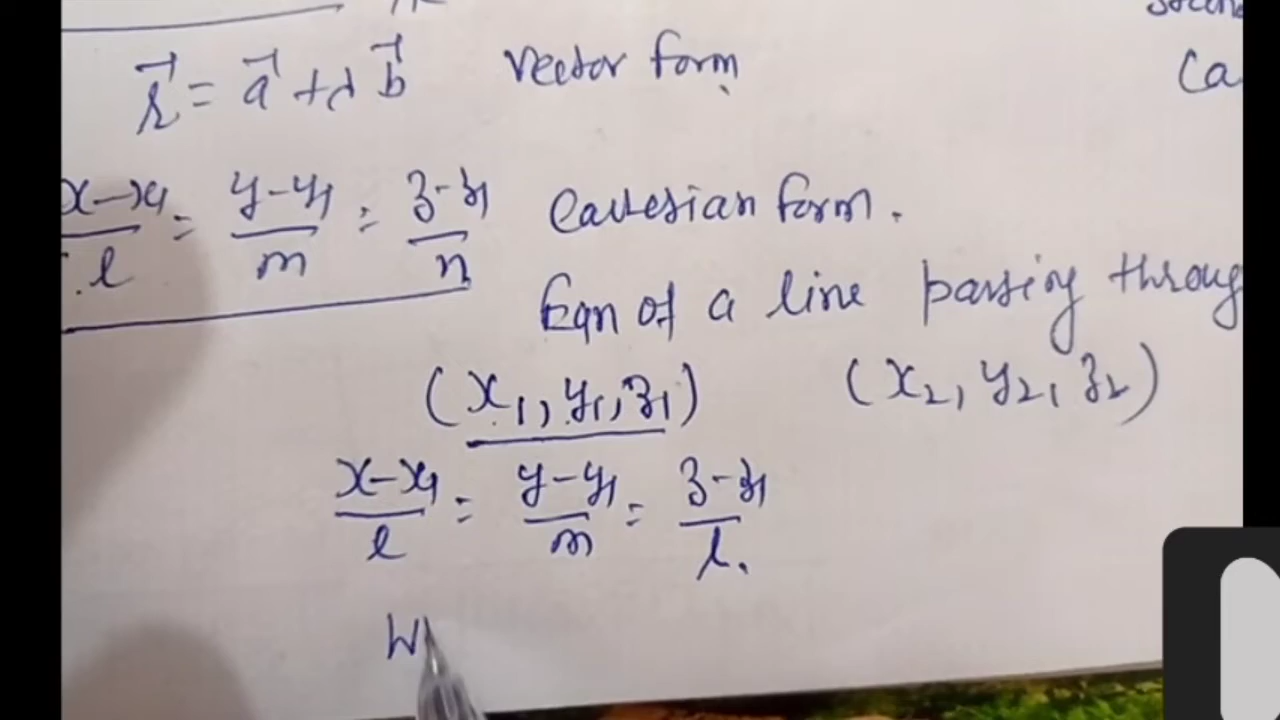 r⃗ = a⃗ + λ b⃗ vector form
Ca
x-x₁/l = y-y₁/m = z-z₁/n Cartesian form.
Eqn of a line passing throug
(x₁, y₁, z₁) (x₂, y₂, z₂)
x-x₁/l = y-y₁/m = z-z₁/l.
W